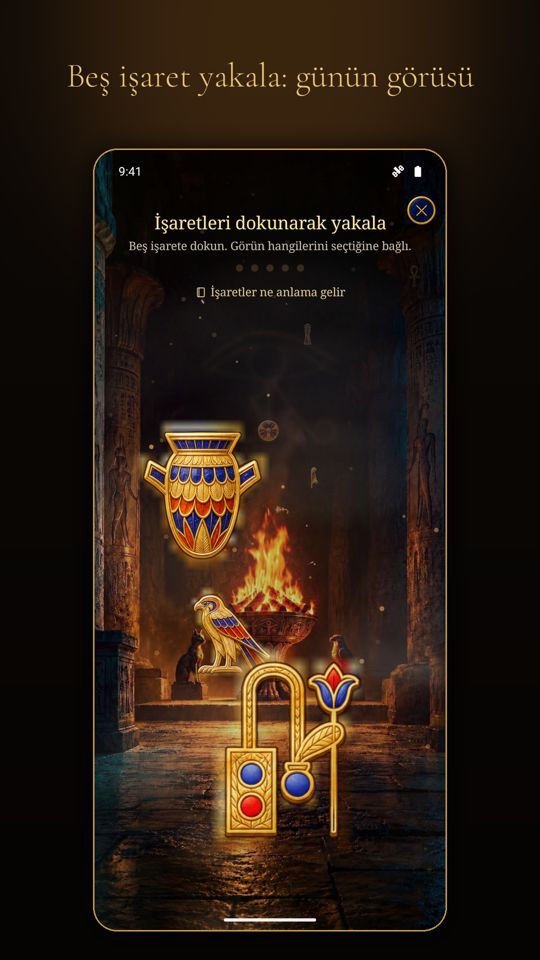 Beş işaret yakala: günün görüsü
9:41
İşaretleri dokunarak yakala
Beş işarete dokun. Görün hangilerini seçtiğine bağlı.
İşaretler ne anlama gelir